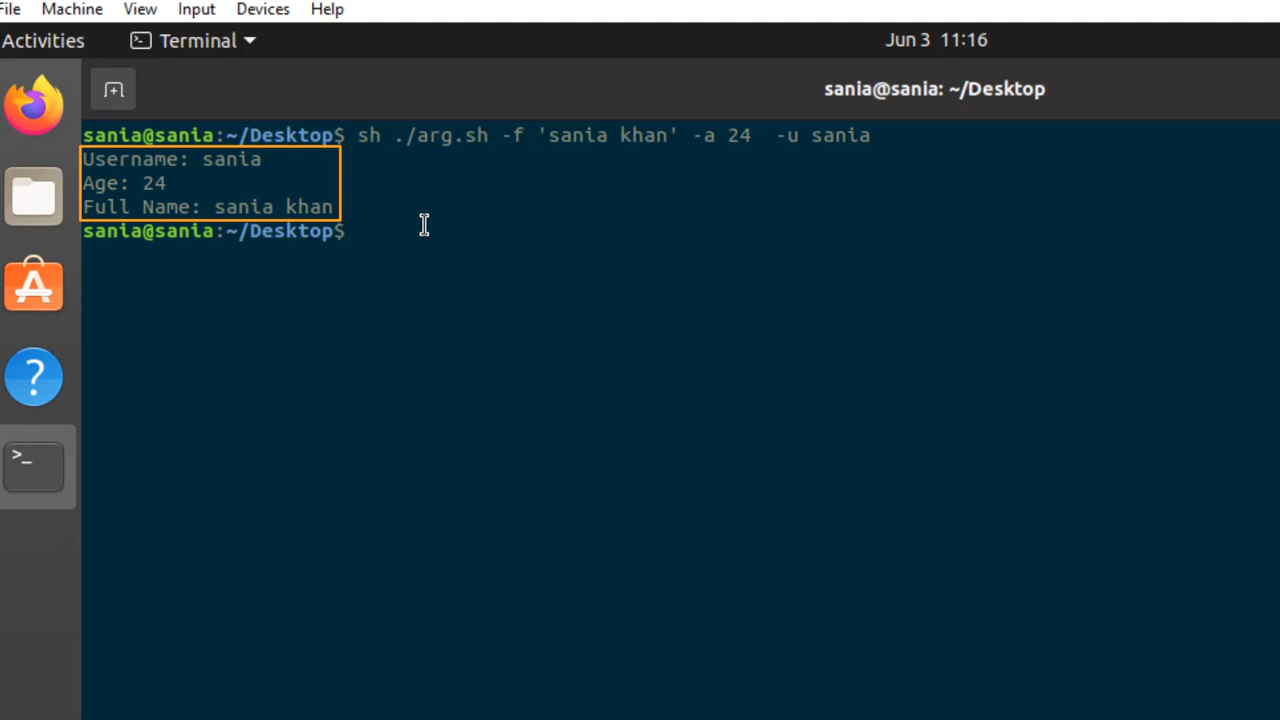 File Machine View Input Devices Help
Activities Terminal Jun 3 11:16
sania@sania: ~/Desktop
sania@sania:~/Desktop$ sh ./arg.sh -f 'sania khan' -a 24  -u sania
Username: sania
Age: 24
Full Name: sania khan
sania@sania:~/Desktop$